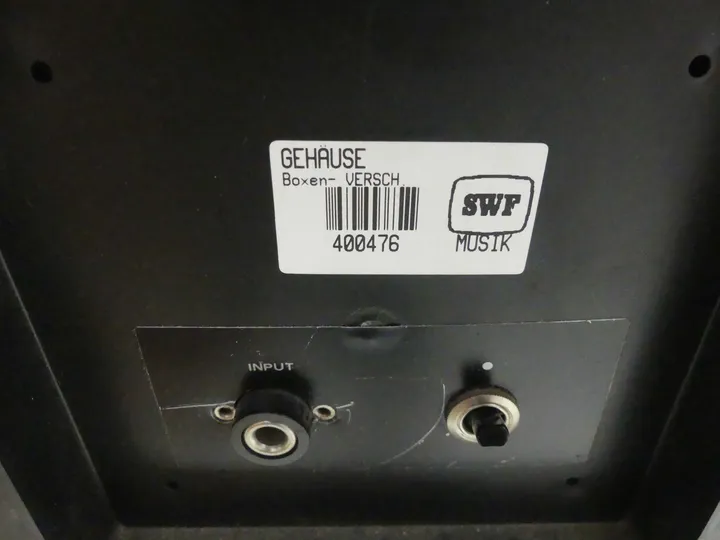 GEHÄUSE
Boxen- VERSCH.
400476
SWF
MUSIK
INPUT